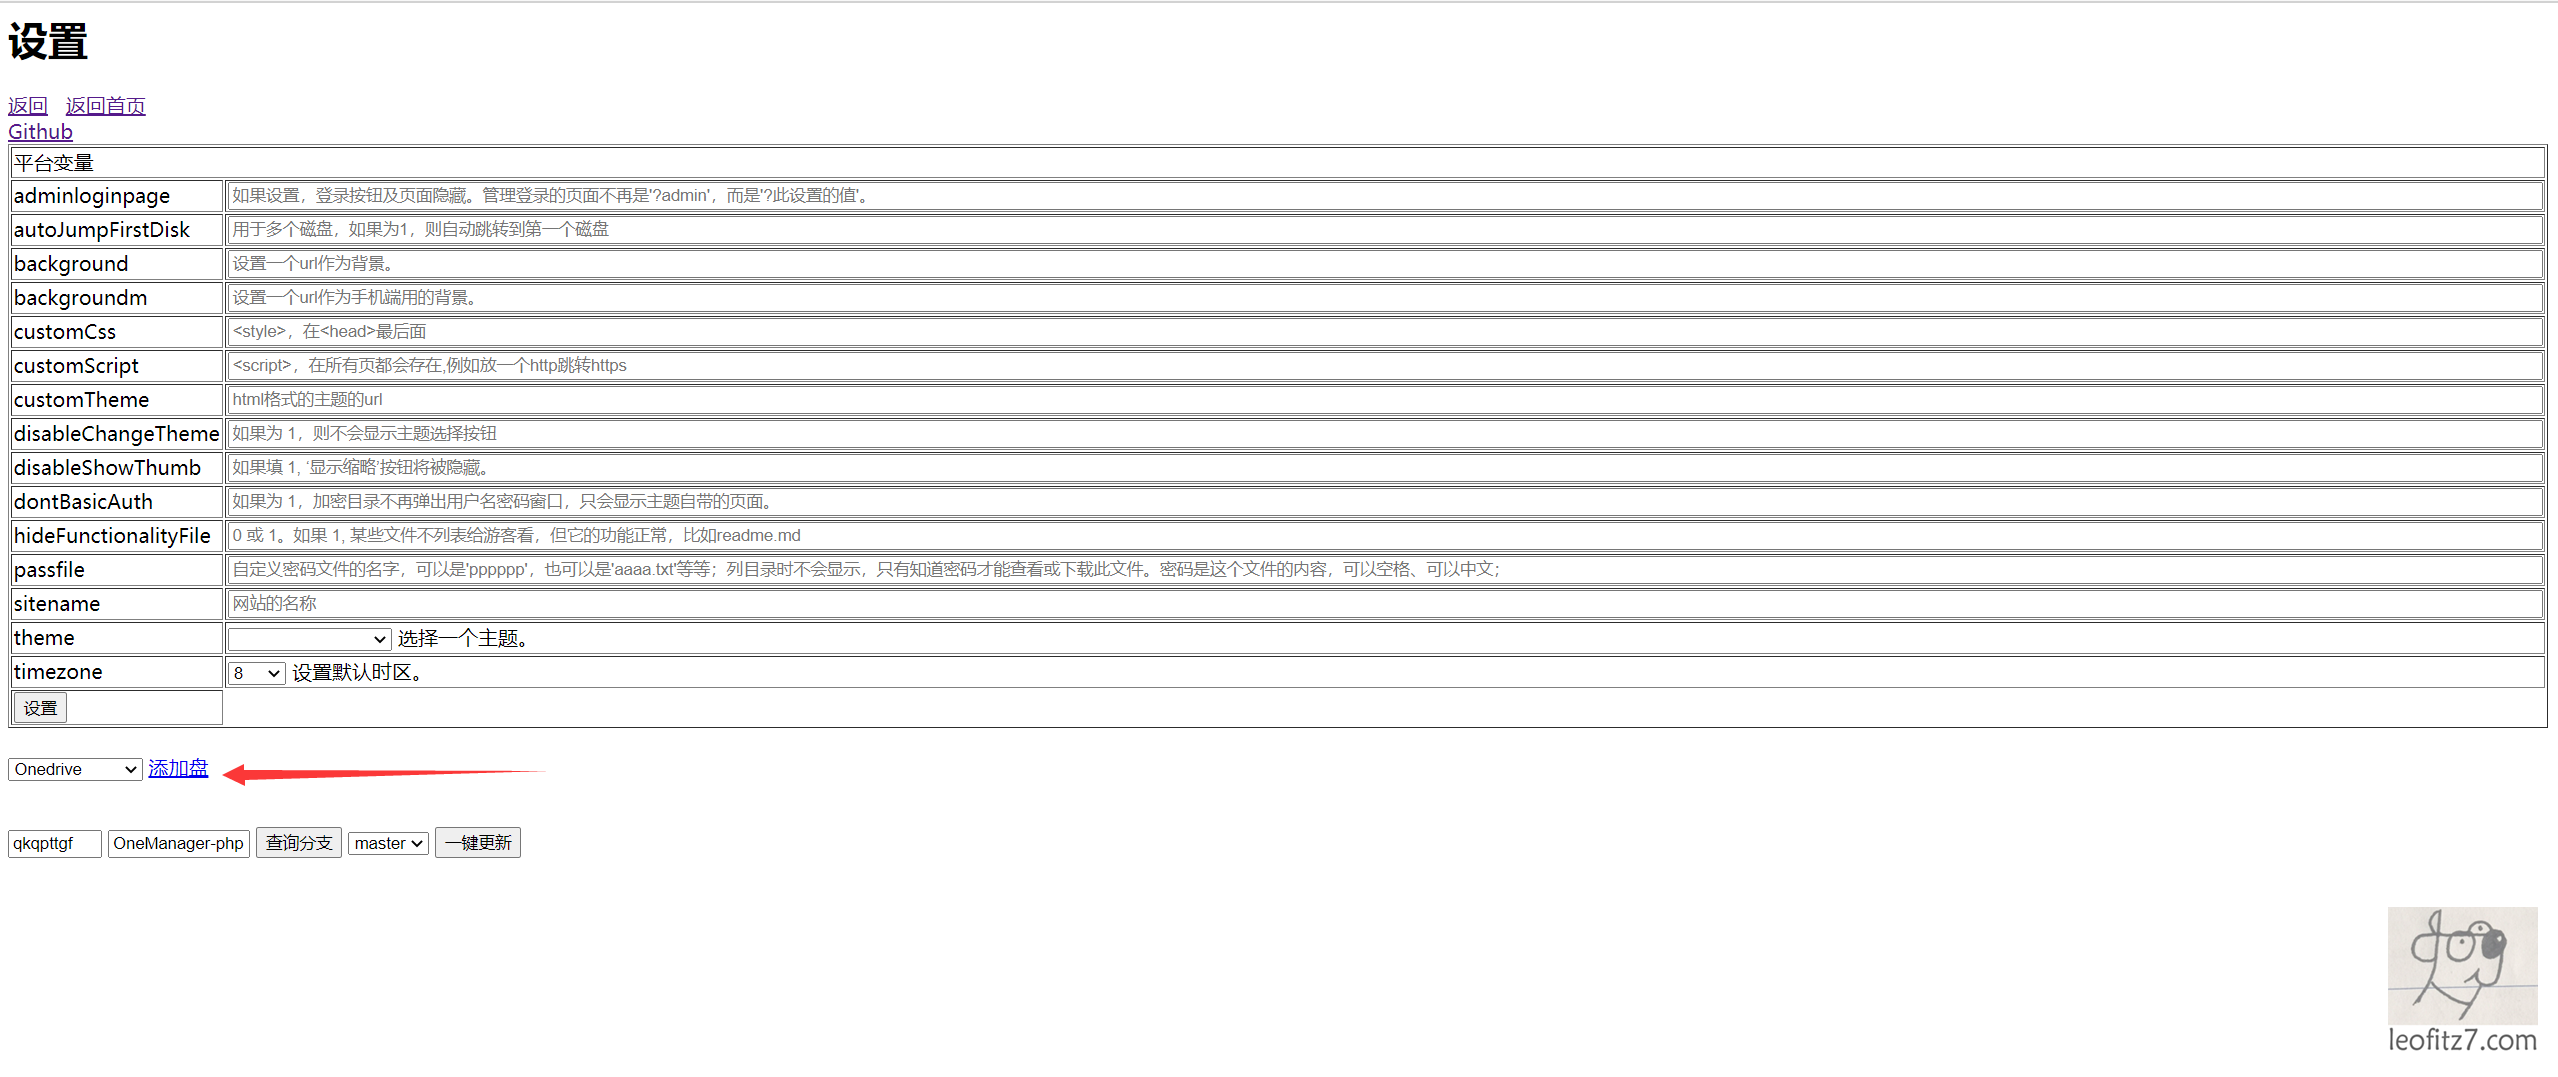 设置
返回 返回首页
Github
平台变量
adminloginpage 如果设置，登录按钮及页面隐藏。管理登录的页面不再是'?admin'，而是'?此设置的值'。
autoJumpFirstDisk 用于多个磁盘，如果为1，则自动跳转到第一个磁盘
background 设置一个url作为背景。
backgroundm 设置一个url作为手机端用的背景。
customCss <style>，在<head>最后面
customScript <script>，在所有页都会存在,例如放一个http跳转https
customTheme html格式的主题的url
disableChangeTheme 如果为 1，则不会显示主题选择按钮
disableShowThumb 如果填 1, ‘显示缩略’按钮将被隐藏。
dontBasicAuth 如果为 1，加密目录不再弹出用户名密码窗口，只会显示主题自带的页面。
hideFunctionalityFile 0 或 1。如果 1, 某些文件不列表给游客看，但它的功能正常，比如readme.md
passfile 自定义密码文件的名字，可以是'pppppp'，也可以是'aaaa.txt'等等；列目录时不会显示，只有知道密码才能查看或下载此文件。密码是这个文件的内容，可以空格、可以中文；
sitename 网站的名称
theme 选择一个主题。
timezone 8 设置默认时区。
设置
Onedrive 添加盘
qkqpttgf OneManager-php 查询分支 master 一键更新
dog
leofitz7.com